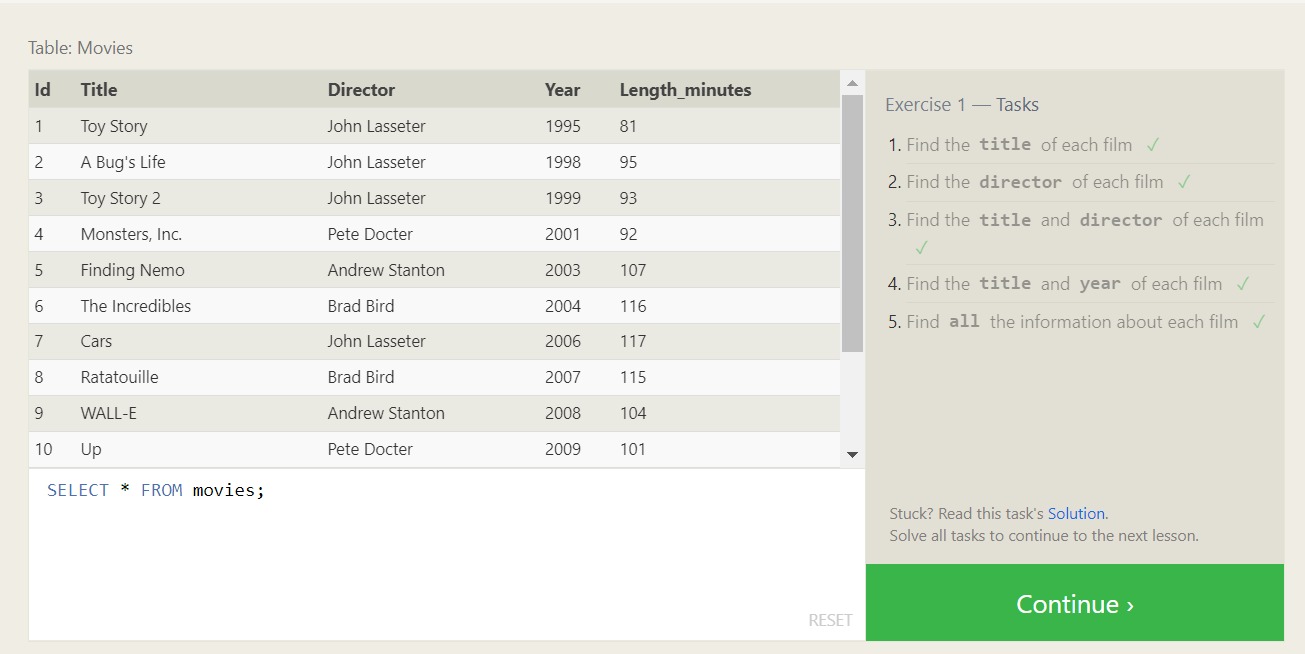 Table: Movies
Id Title Director Year Length_minutes
1 Toy Story John Lasseter 1995 81
2 A Bug's Life John Lasseter 1998 95
3 Toy Story 2 John Lasseter 1999 93
4 Monsters, Inc. Pete Docter 2001 92
5 Finding Nemo Andrew Stanton 2003 107
6 The Incredibles Brad Bird 2004 116
7 Cars John Lasseter 2006 117
8 Ratatouille Brad Bird 2007 115
9 WALL-E Andrew Stanton 2008 104
10 Up Pete Docter 2009 101
SELECT * FROM movies;
RESET
Exercise 1 — Tasks
1. Find the title of each film ✓
2. Find the director of each film ✓
3. Find the title and director of each film
✓
4. Find the title and year of each film ✓
5. Find all the information about each film ✓
Stuck? Read this task's Solution.
Solve all tasks to continue to the next lesson.
Continue ›